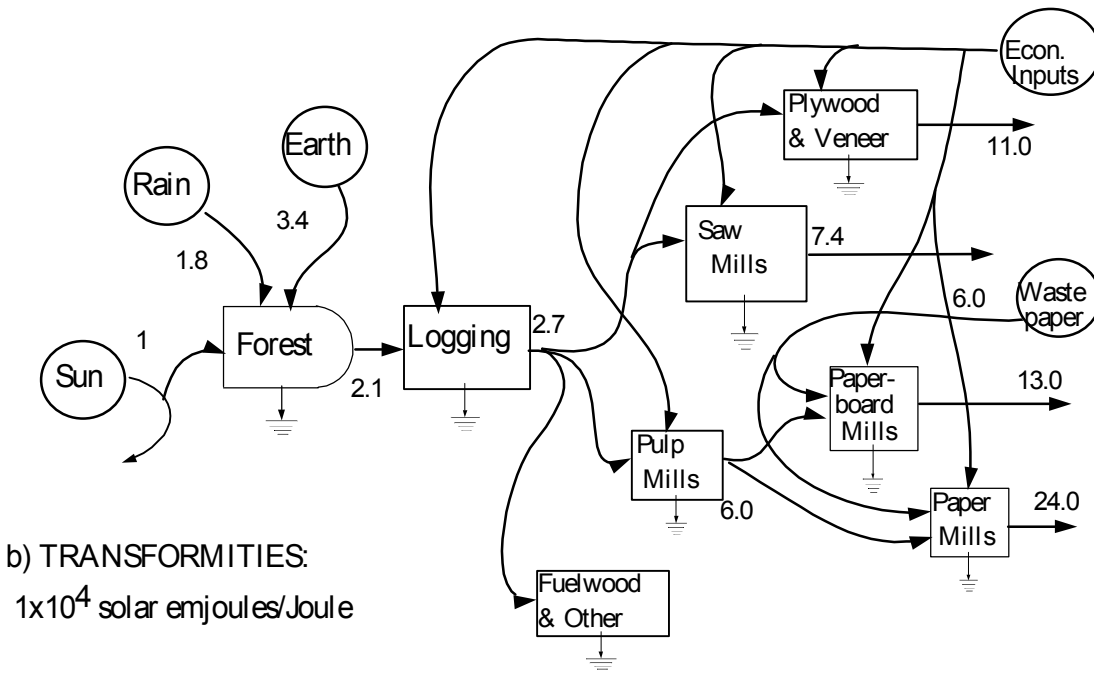 Econ.
Inputs
Plywood
& Veneer
11.0
Earth
Rain
3.4
1.8
Saw
Mills
7.4
Waste
paper
6.0
Forest
Logging
2.7
1
Sun
2.1
Paper-
board
Mills
13.0
Pulp
Mills
6.0
Paper
Mills
24.0
b) TRANSFORMITIES:
1x10⁴ solar emjoules/Joule
Fuelwood
& Other